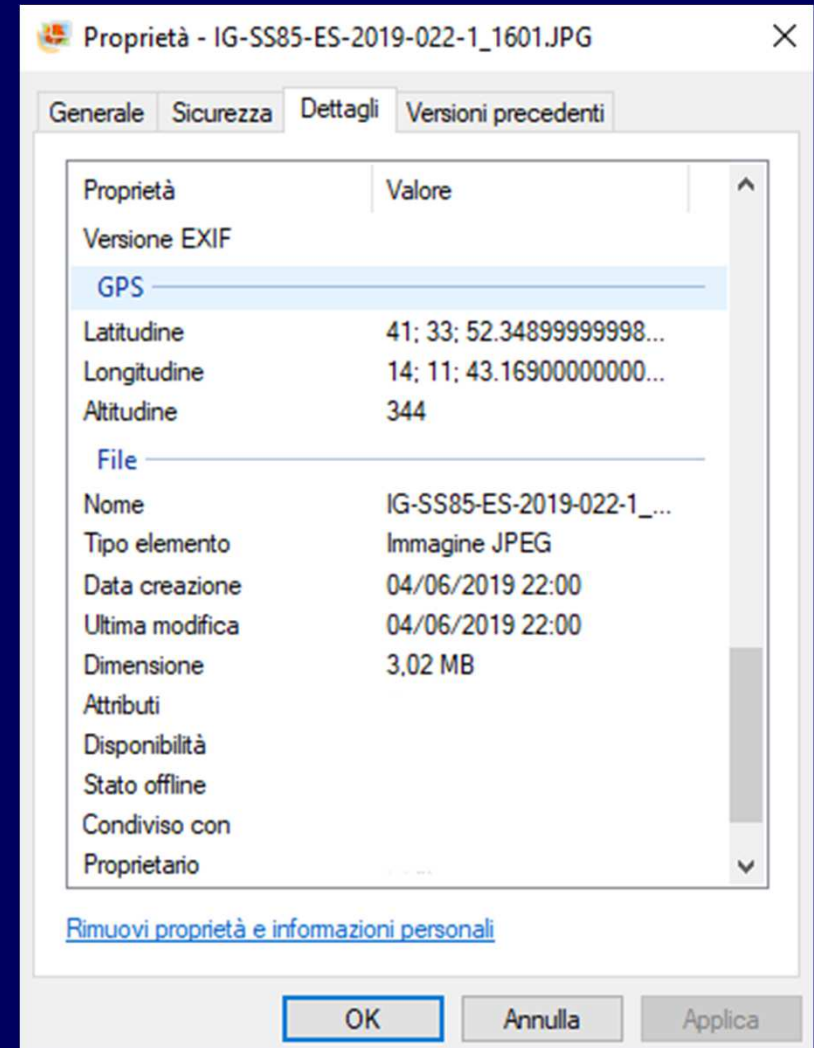 Proprietà - IG-SS85-ES-2019-022-1_1601.JPG
Generale Sicurezza Dettagli Versioni precedenti
Proprietà Valore
Versione EXIF
GPS
Latitudine 41; 33; 52.34899999998...
Longitudine 14; 11; 43.16900000000...
Altitudine 344
File
Nome IG-SS85-ES-2019-022-1_...
Tipo elemento Immagine JPEG
Data creazione 04/06/2019 22:00
Ultima modifica 04/06/2019 22:00
Dimensione 3,02 MB
Attributi
Disponibilità
Stato offline
Condiviso con
Proprietario
Rimuovi proprietà e informazioni personali
OK Annulla Applica